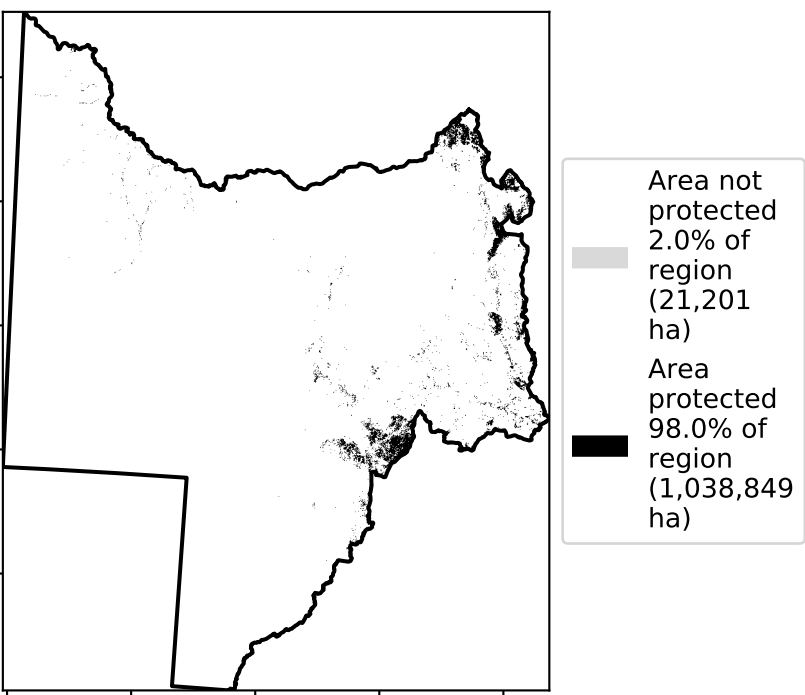 Area not
protected
2.0% of
region
(21,201
ha)
Area
protected
98.0% of
region
(1,038,849
ha)